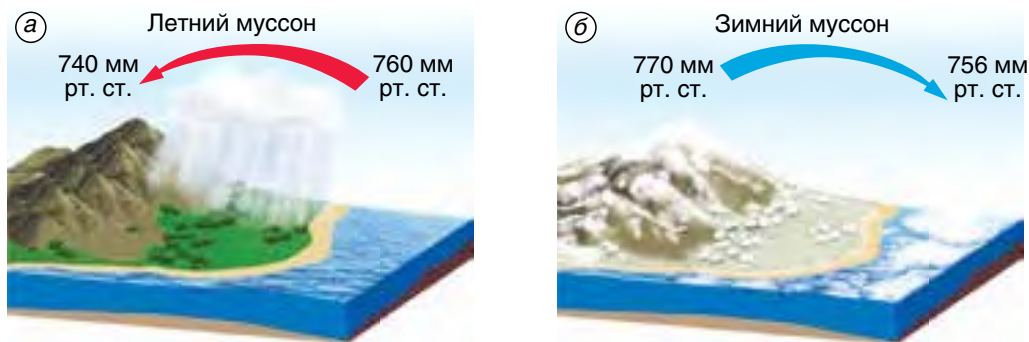 а
Летний муссон
740 мм
рт. ст.
760 мм
рт. ст.
б
Зимний муссон
770 мм
рт. ст.
756 мм
рт. ст.